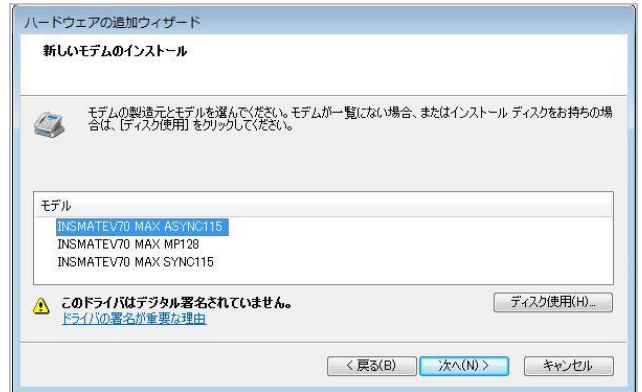 ハードウェアの追加ウィザード
新しいモデムのインストール
モデムの製造元とモデルを選んでください。モデムが一覧にない場合、またはインストール ディスクをお持ちの場
合は、[ディスク使用] をクリックしてください。
モデル
INSMATEV70 MAX ASYNC115
INSMATEV70 MAX MP128
INSMATEV70 MAX SYNC115
このドライバはデジタル署名されていません。
ドライバの署名が重要な理由
ディスク使用(H)...
< 戻る(B)
次へ(N) >
キャンセル